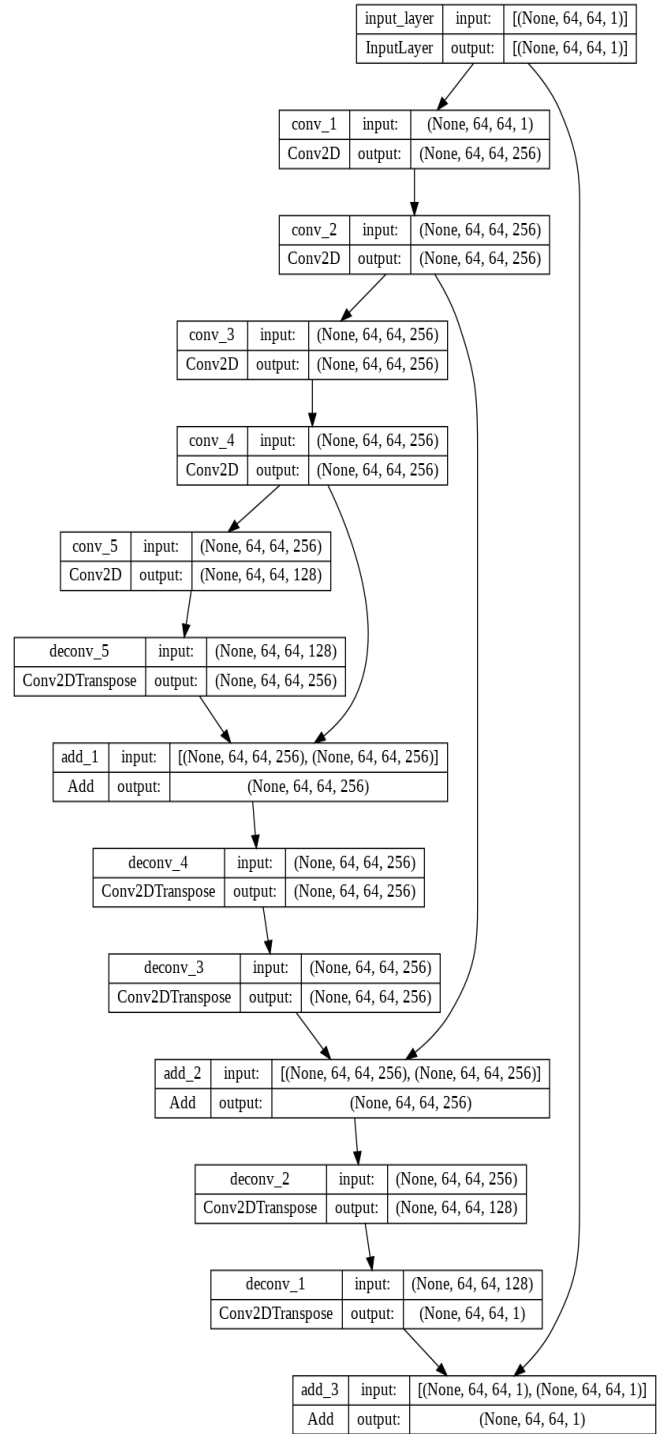 input_layer input: [(None, 64, 64, 1)]
InputLayer output: [(None, 64, 64, 1)]
conv_1 input: (None, 64, 64, 1)
Conv2D output: (None, 64, 64, 256)
conv_2 input: (None, 64, 64, 256)
Conv2D output: (None, 64, 64, 256)
conv_3 input: (None, 64, 64, 256)
Conv2D output: (None, 64, 64, 256)
conv_4 input: (None, 64, 64, 256)
Conv2D output: (None, 64, 64, 256)
conv_5 input: (None, 64, 64, 256)
Conv2D output: (None, 64, 64, 128)
deconv_5 input: (None, 64, 64, 128)
Conv2DTranspose output: (None, 64, 64, 256)
add_1 input: [(None, 64, 64, 256), (None, 64, 64, 256)]
Add output: (None, 64, 64, 256)
deconv_4 input: (None, 64, 64, 256)
Conv2DTranspose output: (None, 64, 64, 256)
deconv_3 input: (None, 64, 64, 256)
Conv2DTranspose output: (None, 64, 64, 256)
add_2 input: [(None, 64, 64, 256), (None, 64, 64, 256)]
Add output: (None, 64, 64, 256)
deconv_2 input: (None, 64, 64, 256)
Conv2DTranspose output: (None, 64, 64, 128)
deconv_1 input: (None, 64, 64, 128)
Conv2DTranspose output: (None, 64, 64, 1)
add_3 input: [(None, 64, 64, 1), (None, 64, 64, 1)]
Add output: (None, 64, 64, 1)